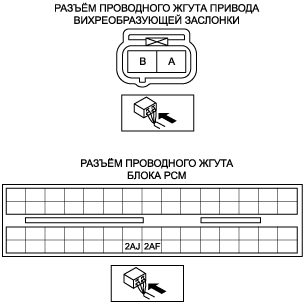 РАЗЪЁМ ПРОВОДНОГО ЖГУТА ПРИВОДА
ВИХРЕОБРАЗУЮЩЕЙ ЗАСЛОНКИ
B A
РАЗЪЁМ ПРОВОДНОГО ЖГУТА
БЛОКА PCM
2AJ 2AF